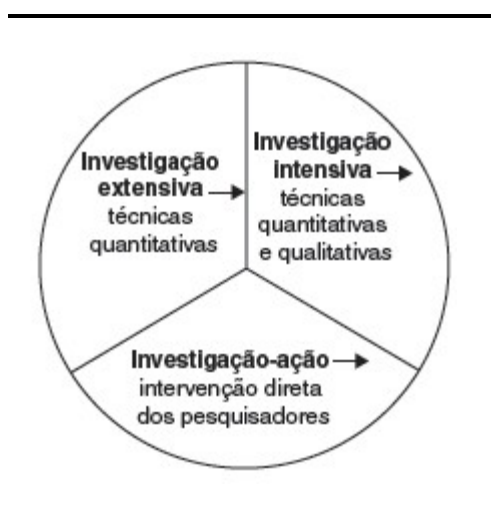 Investigação
extensiva →
técnicas
quantitativas
Investigação
intensiva →
técnicas
quantitativas
e qualitativas
Investigação-ação →
intervenção direta
dos pesquisadores